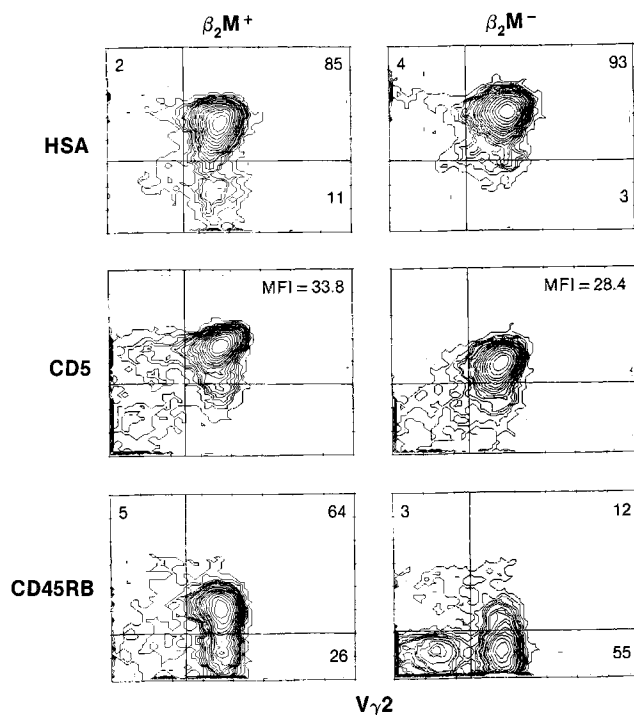 β₂M⁺ β₂M⁻
HSA
2 85
11
4 93
3
CD5
MFI = 33.8
MFI = 28.4
CD45RB
5 64
26
3 12
55
Vγ2